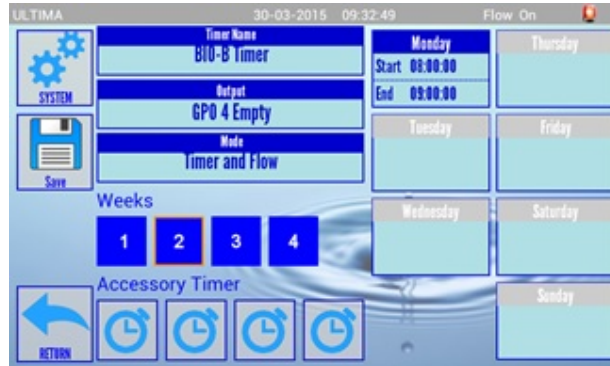 ULTIMA 30-03-2015 09:32:49 Flow On
SYSTEM
Save
RETURN
Timer Name
BIO-B Timer
Output
GPO 4 Empty
Mode
Timer and Flow
Weeks
1 2 3 4
Accessory Timer
Monday
Start 08:00:00
End 09:00:00
Tuesday
Wednesday
Thursday
Friday
Saturday
Sunday